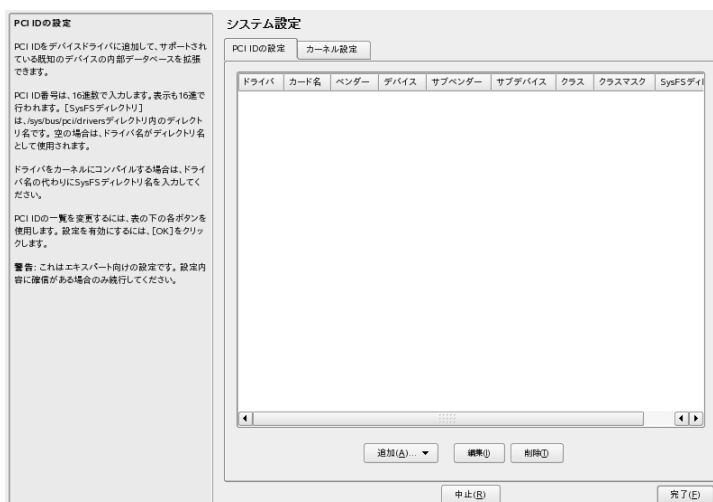 PCI IDの設定
PCI IDをデバイスドライバに追加して、サポートされ
ている既知のデバイスの内部データベースを拡張
できます。
PCI ID番号は、16進数で入力します。表示も16進で
行われます。[SysFSディレクトリ]
は、/sys/bus/pci/driversディレクトリ内のディレクト
リ名です。空の場合は、ドライバ名がディレクトリ名
として使用されます。
ドライバをカーネルにコンパイルする場合は、ドライ
バ名の代わりにSysFSディレクトリ名を入力してく
ださい。
PCI IDの一覧を変更するには、表の下の各ボタンを
使用します。設定を有効にするには、[OK]をクリッ
クします。
警告: これはエキスパート向けの設定です。設定内
容に確信がある場合のみ続行してください。
システム設定
PCI IDの設定 カーネル設定
ドライバ カード名 ベンダー デバイス サブベンダー サブデバイス クラス クラスマスク SysFSディ
追加(A)... 編集(I) 削除(T)
中止(R) 完了(F)